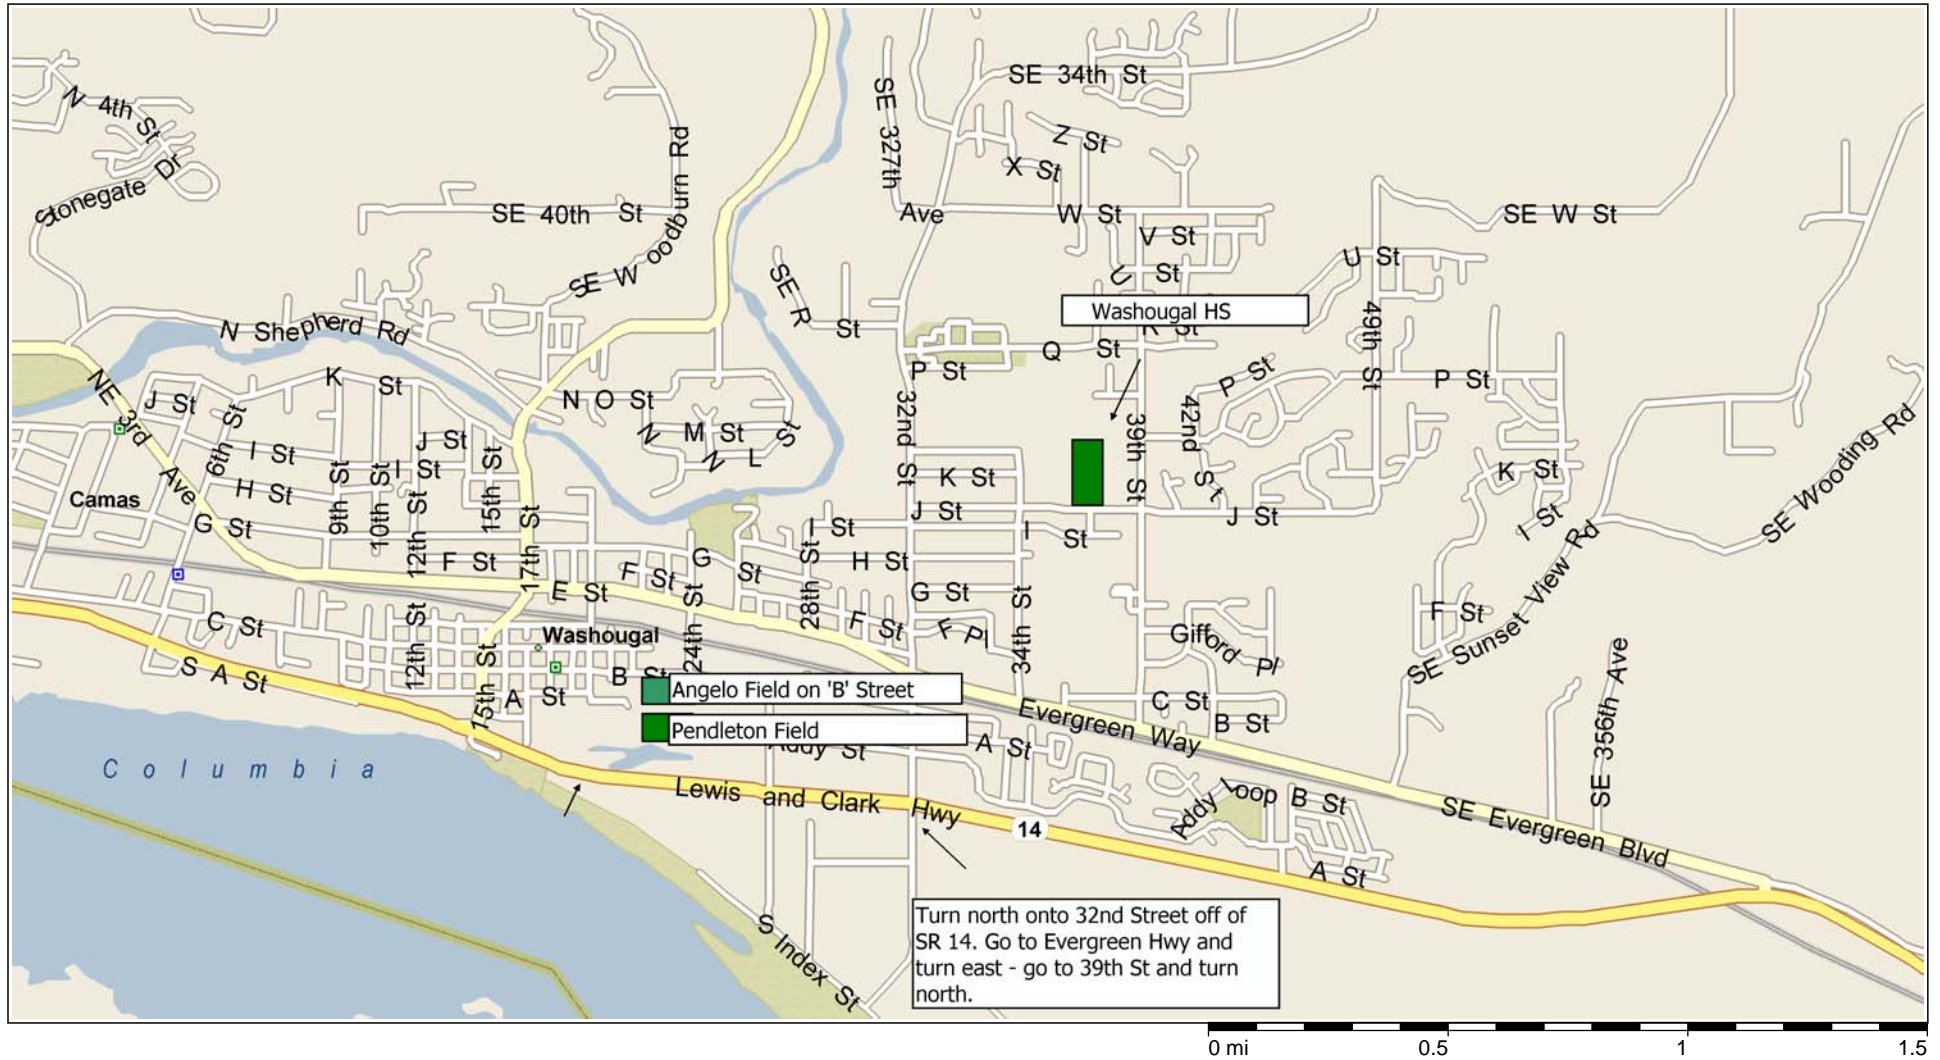 SE 34th St
N 4th St
SE 327th Ave
Z St
X St
Stonegate Dr
SE Woodburn Rd
SE 40th St
W St
SE W St
V St
U St
U St
SE R St
Washougal HS
N Shepherd Rd
49th St
Q St
P St
P St
P St
K St
NE 3rd Ave
J St
6th St
N O St
N M St
N L St
32nd St
39th St
42nd St
J St
I St
I St
H St
9th St
10th St
12th St
15th St
17th St
K St
K St
SE Wooding Rd
Camas
G St
J St
J St
I St
I St
I St
F St
F St
G St
28th St
H St
24th St
E St
G St
34th St
F St
F Pl
F St
SE Sunset View Rd
C St
12th St
Washougal
Gifford Pl
S A St
15th St
A St
B St
Angelo Field on 'B' Street
Pendleton Field
Addy St
A St
Evergreen Way
C St
B St
SE 356th Ave
Columbia
Lewis and Clark Hwy
14
Addy Loop
B St
SE Evergreen Blvd
A St
S Index St
Turn north onto 32nd Street off of
SR 14. Go to Evergreen Hwy and
turn east - go to 39th St and turn
north.
0 mi 0.5 1 1.5